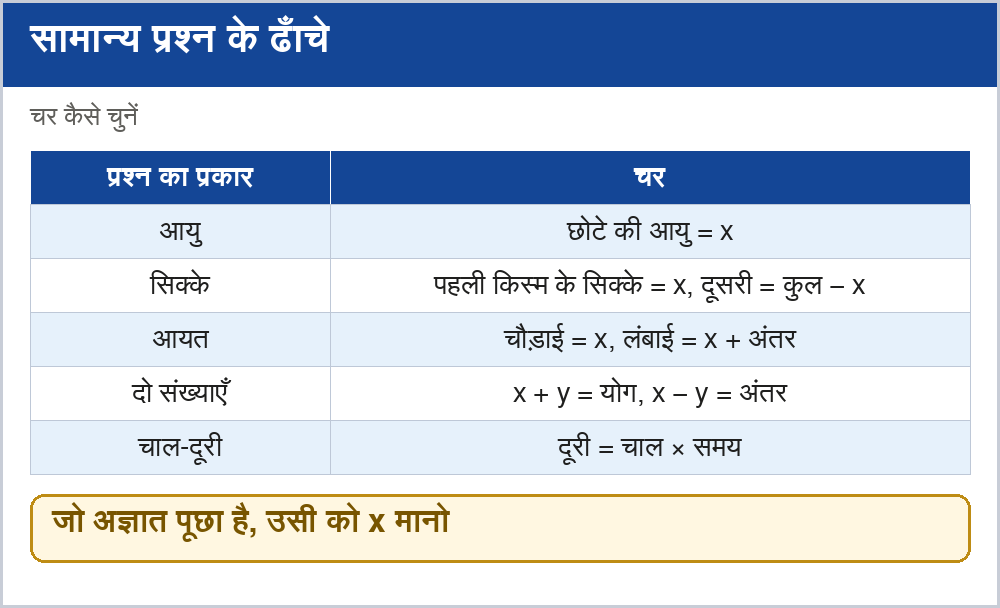 सामान्य प्रश्न के ढाँचे
चर कैसे चुनें
प्रश्न का प्रकार चर
आयु छोटे की आयु = x
सिक्के पहली किस्म के सिक्के = x, दूसरी = कुल – x
आयत चौड़ाई = x, लंबाई = x + अंतर
दो संख्याएँ x + y = योग, x – y = अंतर
चाल-दूरी दूरी = चाल × समय
जो अज्ञात पूछा है, उसी को x मानो